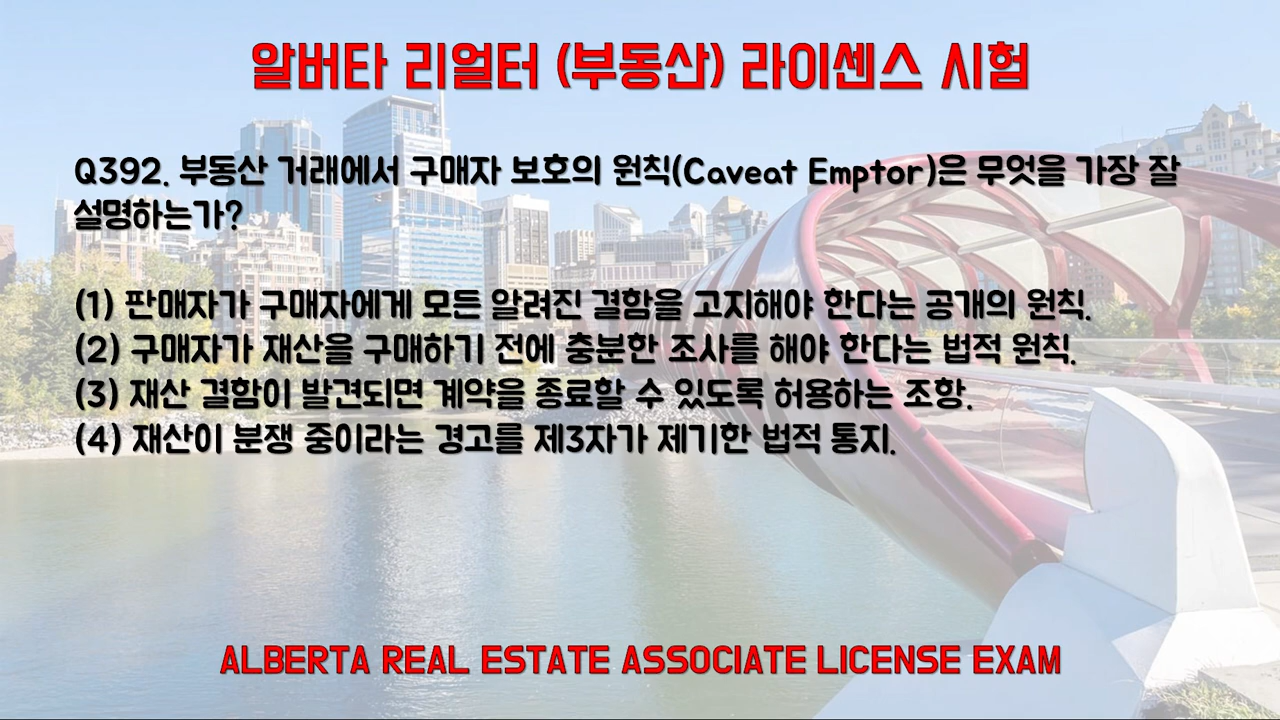 알버타 리얼터 (부동산) 라이센스 시험
Q392. 부동산 거래에서 구매자 보호의 원칙(Caveat Emptor)은 무엇을 가장 잘
설명하는가?
(1) 판매자가 구매자에게 모든 알려진 결함을 고지해야 한다는 공개의 원칙.
(2) 구매자가 재산을 구매하기 전에 충분한 조사를 해야 한다는 법적 원칙.
(3) 재산 결함이 발견되면 계약을 종료할 수 있도록 허용하는 조항.
(4) 재산이 분쟁 중이라는 경고를 제3자가 제기한 법적 통지.
ALBERTA REAL ESTATE ASSOCIATE LICENSE EXAM